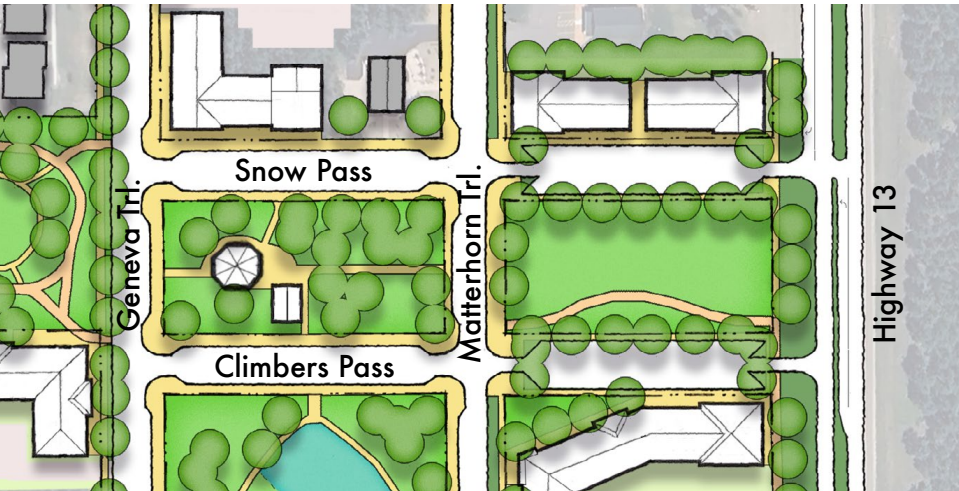 Snow Pass
Geneva Trl.
Matterhorn Trl.
Highway 13
Climbers Pass